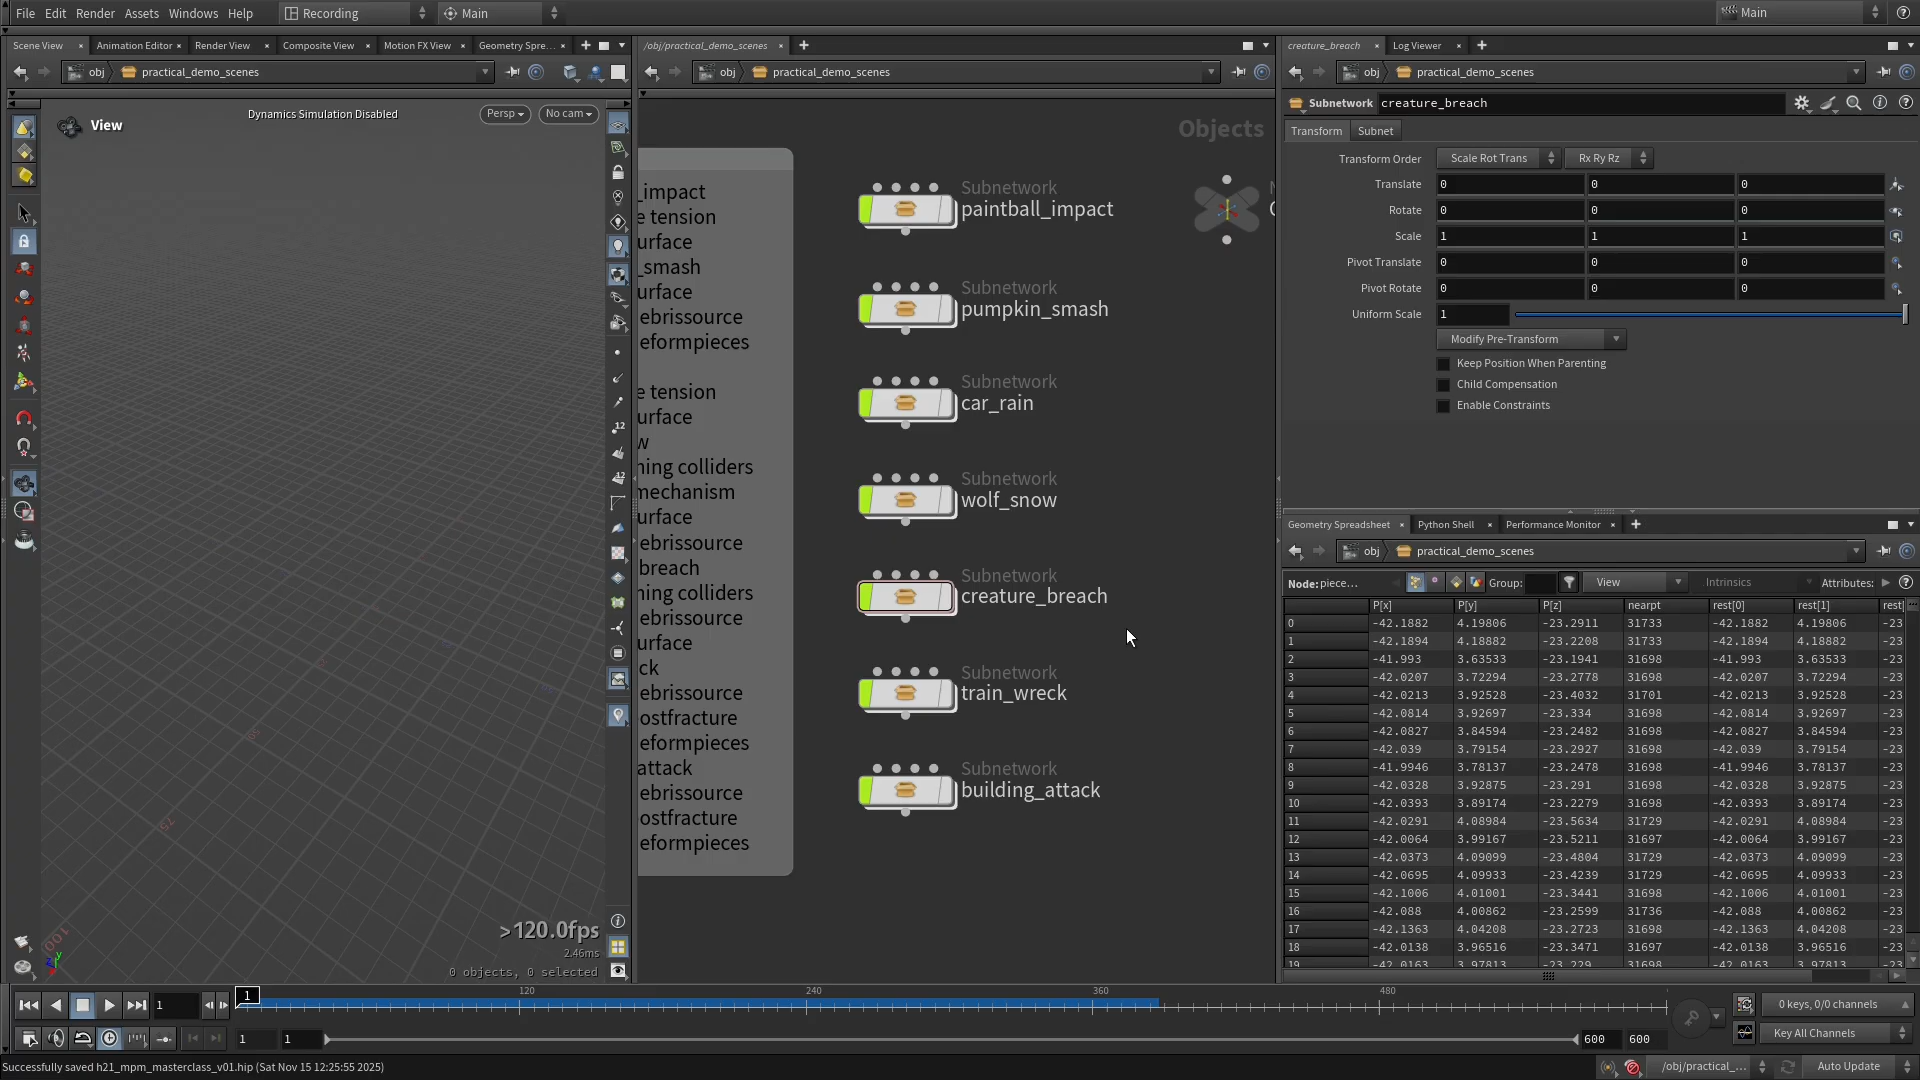 File Edit Render Assets Windows Help Recording Main Main
Scene View Animation Editor Render View Composite View Motion FX View Geometry Spre...
/obj/practical_demo_scenes
creature_breach Log Viewer
obj practical_demo_scenes
obj practical_demo_scenes
obj practical_demo_scenes
View
Dynamics Simulation Disabled
Persp
No cam
>120.0fps
2.46ms
0 objects, 0 selected
100
75
50
Objects
_impact
e tension
urface
_smash
urface
ebrissource
eformpieces
e tension
urface
w
ning colliders
mechanism
urface
ebrissource
breach
ning colliders
ebrissource
urface
ck
ebrissource
ostfracture
eformpieces
attack
ebrissource
ostfracture
eformpieces
Subnetwork
paintball_impact
Subnetwork
pumpkin_smash
Subnetwork
car_rain
Subnetwork
wolf_snow
Subnetwork
creature_breach
Subnetwork
train_wreck
Subnetwork
building_attack
Subnetwork creature_breach
Transform Subnet
Transform Order Scale Rot Trans Rx Ry Rz
Translate 0 0 0
Rotate 0 0 0
Scale 1 1 1
Pivot Translate 0 0 0
Pivot Rotate 0 0 0
Uniform Scale 1
Modify Pre-Transform
Keep Position When Parenting
Child Compensation
Enable Constraints
Geometry Spreadsheet Python Shell Performance Monitor
obj practical_demo_scenes
Node: piece... Group: View Intrinsics Attributes:
P[x] P[y] P[z] nearpt rest[0] rest[1] rest[
0 -42.1882 4.19806 -23.2911 31733 -42.1882 4.19806 -23
1 -42.1894 4.18882 -23.2208 31733 -42.1894 4.18882 -23
2 -41.993 3.63533 -23.1941 31698 -41.993 3.63533 -23
3 -42.0207 3.72294 -23.2778 31698 -42.0207 3.72294 -23
4 -42.0213 3.92528 -23.4032 31701 -42.0213 3.92528 -23
5 -42.0814 3.92697 -23.334 31698 -42.0814 3.92697 -23
6 -42.0827 3.84594 -23.2482 31698 -42.0827 3.84594 -23
7 -42.039 3.79154 -23.2927 31698 -42.039 3.79154 -23
8 -41.9946 3.78137 -23.2478 31698 -41.9946 3.78137 -23
9 -42.0328 3.92875 -23.291 31698 -42.0328 3.92875 -23
10 -42.0393 3.89174 -23.2279 31698 -42.0393 3.89174 -23
11 -42.0291 4.08984 -23.5634 31697 -42.0291 4.08984 -23
12 -42.0064 3.99167 -23.5211 31697 -42.0064 3.99167 -23
13 -42.0373 4.09099 -23.4804 31729 -42.0373 4.09099 -23
14 -42.0695 4.09933 -23.4239 31729 -42.0695 4.09933 -23
15 -42.1006 4.01001 -23.3441 31698 -42.1006 4.01001 -23
16 -42.088 4.00862 -23.2599 31736 -42.088 4.00862 -23
17 -42.1363 4.04208 -23.2723 31698 -42.1363 4.04208 -23
18 -42.0138 3.96516 -23.3471 31697 -42.0138 3.96516 -23
19 -42.0163 3.97813 -23.229 31698 -42.0163 3.97813 -23
1 1 120 240 360 480
0 keys, 0/0 channels
1 1 600 600
Key All Channels
Successfully saved h21_mpm_masterclass_v01.hip (Sat Nov 15 12:25:55 2025)
/obj/practical_... Auto Update